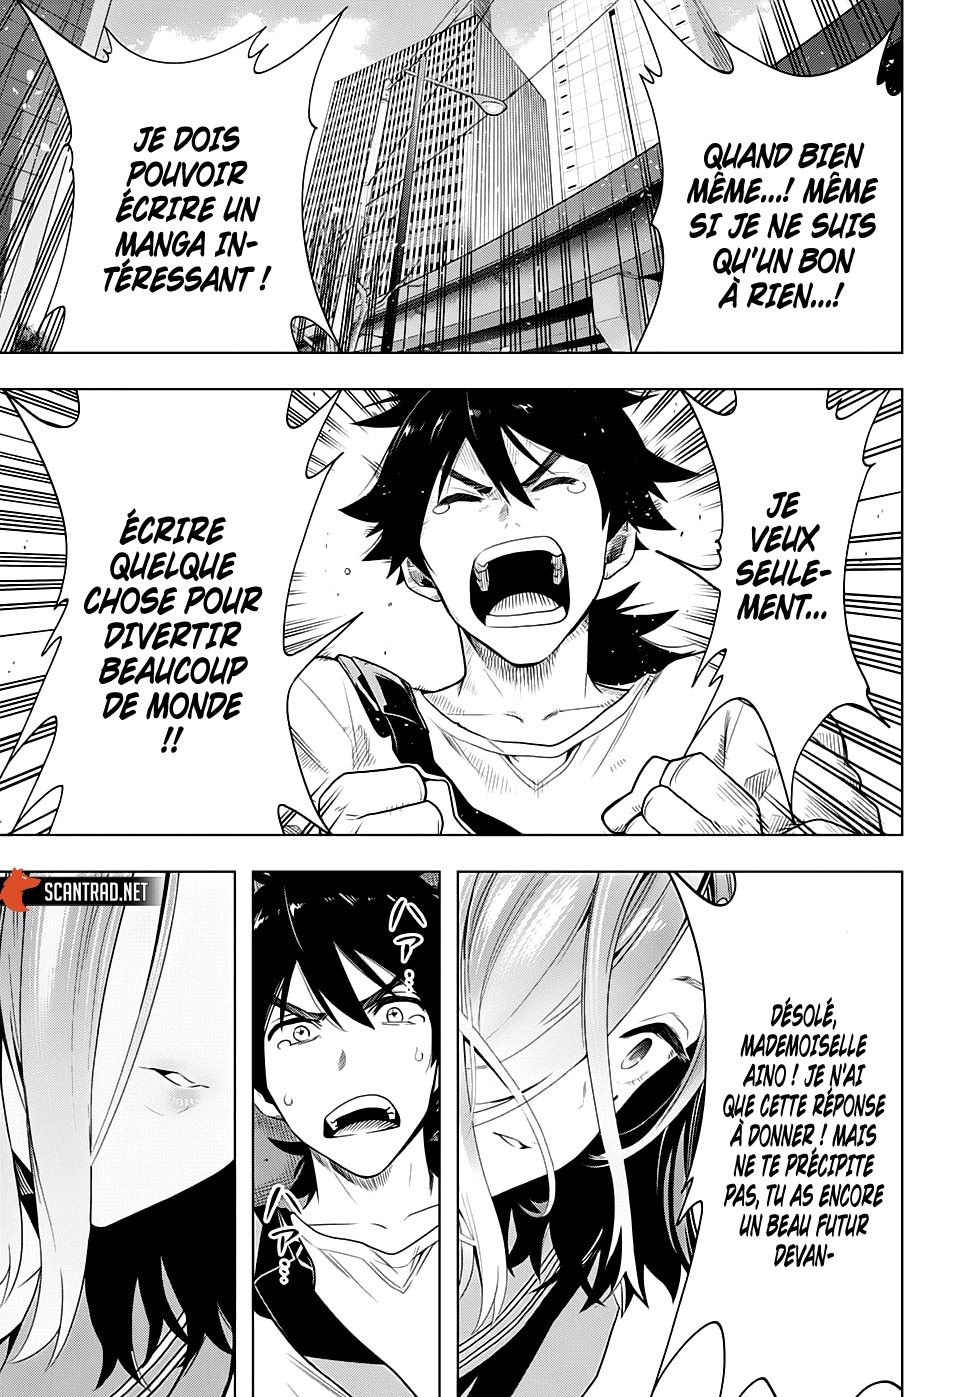 QUAND BIEN
MÊME...! MÊME
SI JE NE SUIS
QU'UN BON
À RIEN...!
JE DOIS
POUVOIR
ÉCRIRE UN
MANGA IN-
TÉRESSANT !
JE
VEUX
SEULE-
MENT...
ÉCRIRE
QUELQUE
CHOSE POUR
DIVERTIR
BEAUCOUP
DE MONDE
!!
DÉSOLÉ,
MADEMOISELLE
AINO ! JE N'AI
QUE CETTE RÉPONSE
À DONNER ! MAIS
NE TE PRÉCIPITE
PAS, TU AS ENCORE
UN BEAU FUTUR
DEVAN-
ハァ…
ハァ…
SCANTRAD.NET